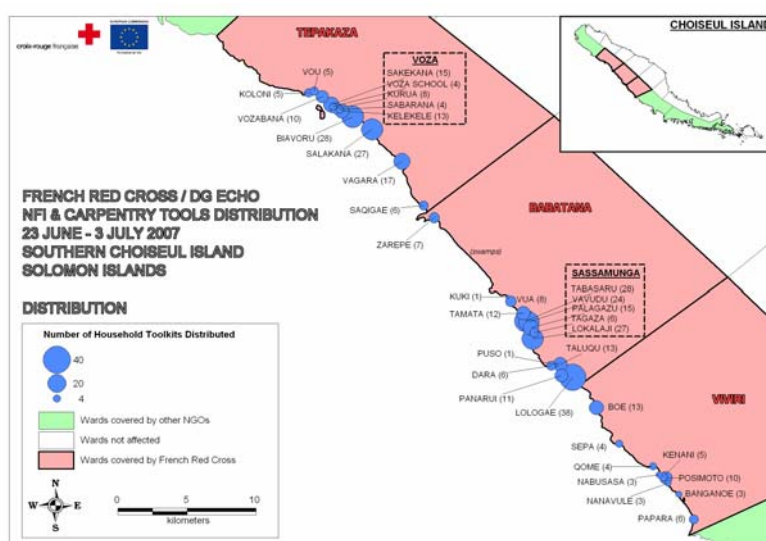 croix-rouge française
EUROPEAN COMMISSION
TEPAKAZA
CHOISEUL ISLAND
VOZA
SAKEKANA (15)
VOZA SCHOOL (4)
KURUA (8)
SABARANA (4)
KELEKELE (13)
VOU (5)
KOLONI (5)
VOZABANA (10)
BIAVORU (28)
SALAKANA (27)
VAGARA (17)
SAQIGAE (6)
ZAREPE (7)
FRENCH RED CROSS / DG ECHO
NFI & CARPENTRY TOOLS DISTRIBUTION
23 JUNE - 3 JULY 2007
SOUTHERN CHOISEUL ISLAND
SOLOMON ISLANDS
DISTRIBUTION
BABATANA
(swamps)
SASSAMUNGA
TABASARU (28)
VAVUDU (24)
PALAGAZU (15)
TAGAZA (6)
LOKALAJI (27)
KUKI (1)
VUA (8)
TAMATA (12)
TALUQU (13)
PUSO (1)
DARA (6)
PANARUI (11)
LOLOGAE (38)
BOE (13)
VIVIRI
SEPA (4)
KENANI (5)
QOME (4)
POSIMOTO (10)
NABUSASA (3)
BANGANOE (3)
NANAVULE (3)
PAPARA (6)
Number of Household Toolkits Distributed
40
20
4
Wards covered by other NGOs
Wards not affected
Wards covered by French Red Cross
N
W E
S
0 5 10
kilometers